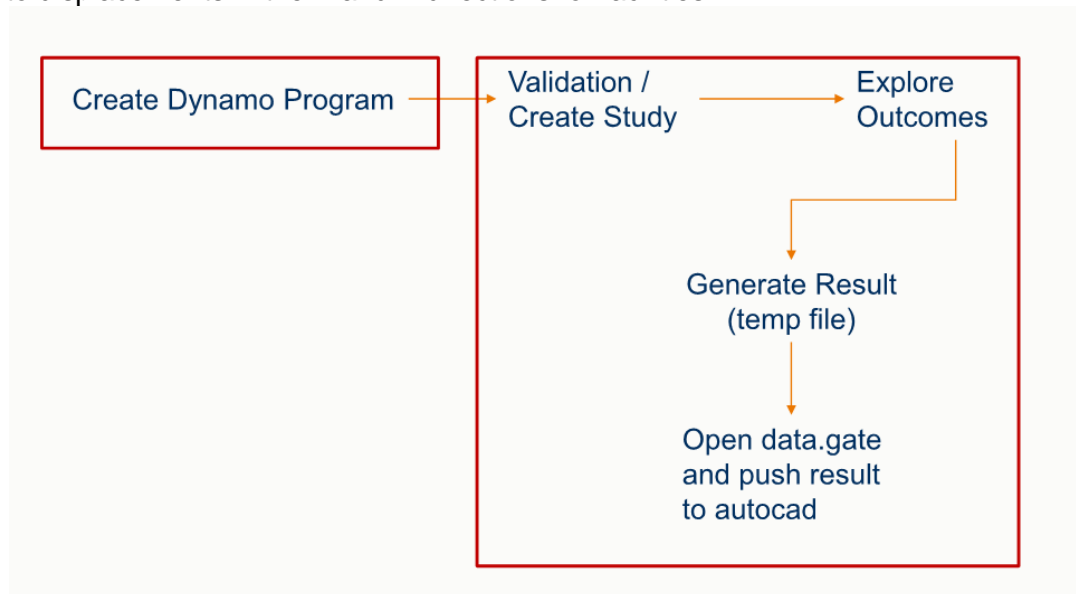 Create Dynamo Program
Validation /
Create Study
Explore
Outcomes
Generate Result
(temp file)
Open data.gate
and push result
to autocad